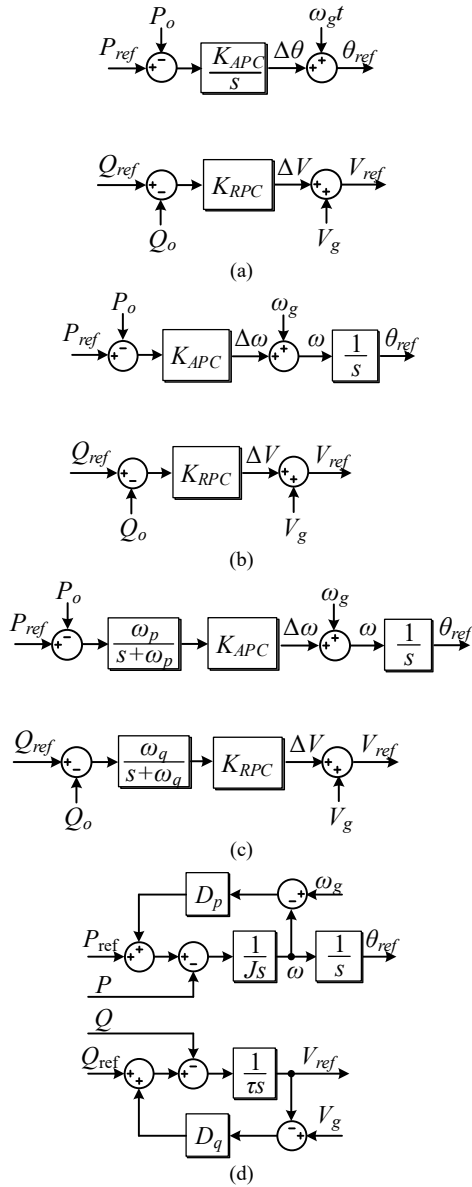 P_o ω_g t
P_ref + − K_APC/s Δθ + + θ_ref
Q_ref + − K_RPC ΔV + + V_ref
Q_o V_g
(a)
P_o ω_g
P_ref + − K_APC Δω + + ω 1/s θ_ref
Q_ref + − K_RPC ΔV + + V_ref
Q_o V_g
(b)
P_o ω_g
P_ref + − ω_p/(s+ω_p) K_APC Δω + + ω 1/s θ_ref
Q_ref + − ω_q/(s+ω_q) K_RPC ΔV + + V_ref
Q_o V_g
(c)
D_p − + ω_g
P_ref + + + − 1/Js ω 1/s θ_ref
P
Q
Q_ref + + + − 1/τs V_ref
D_q − + V_g
(d)